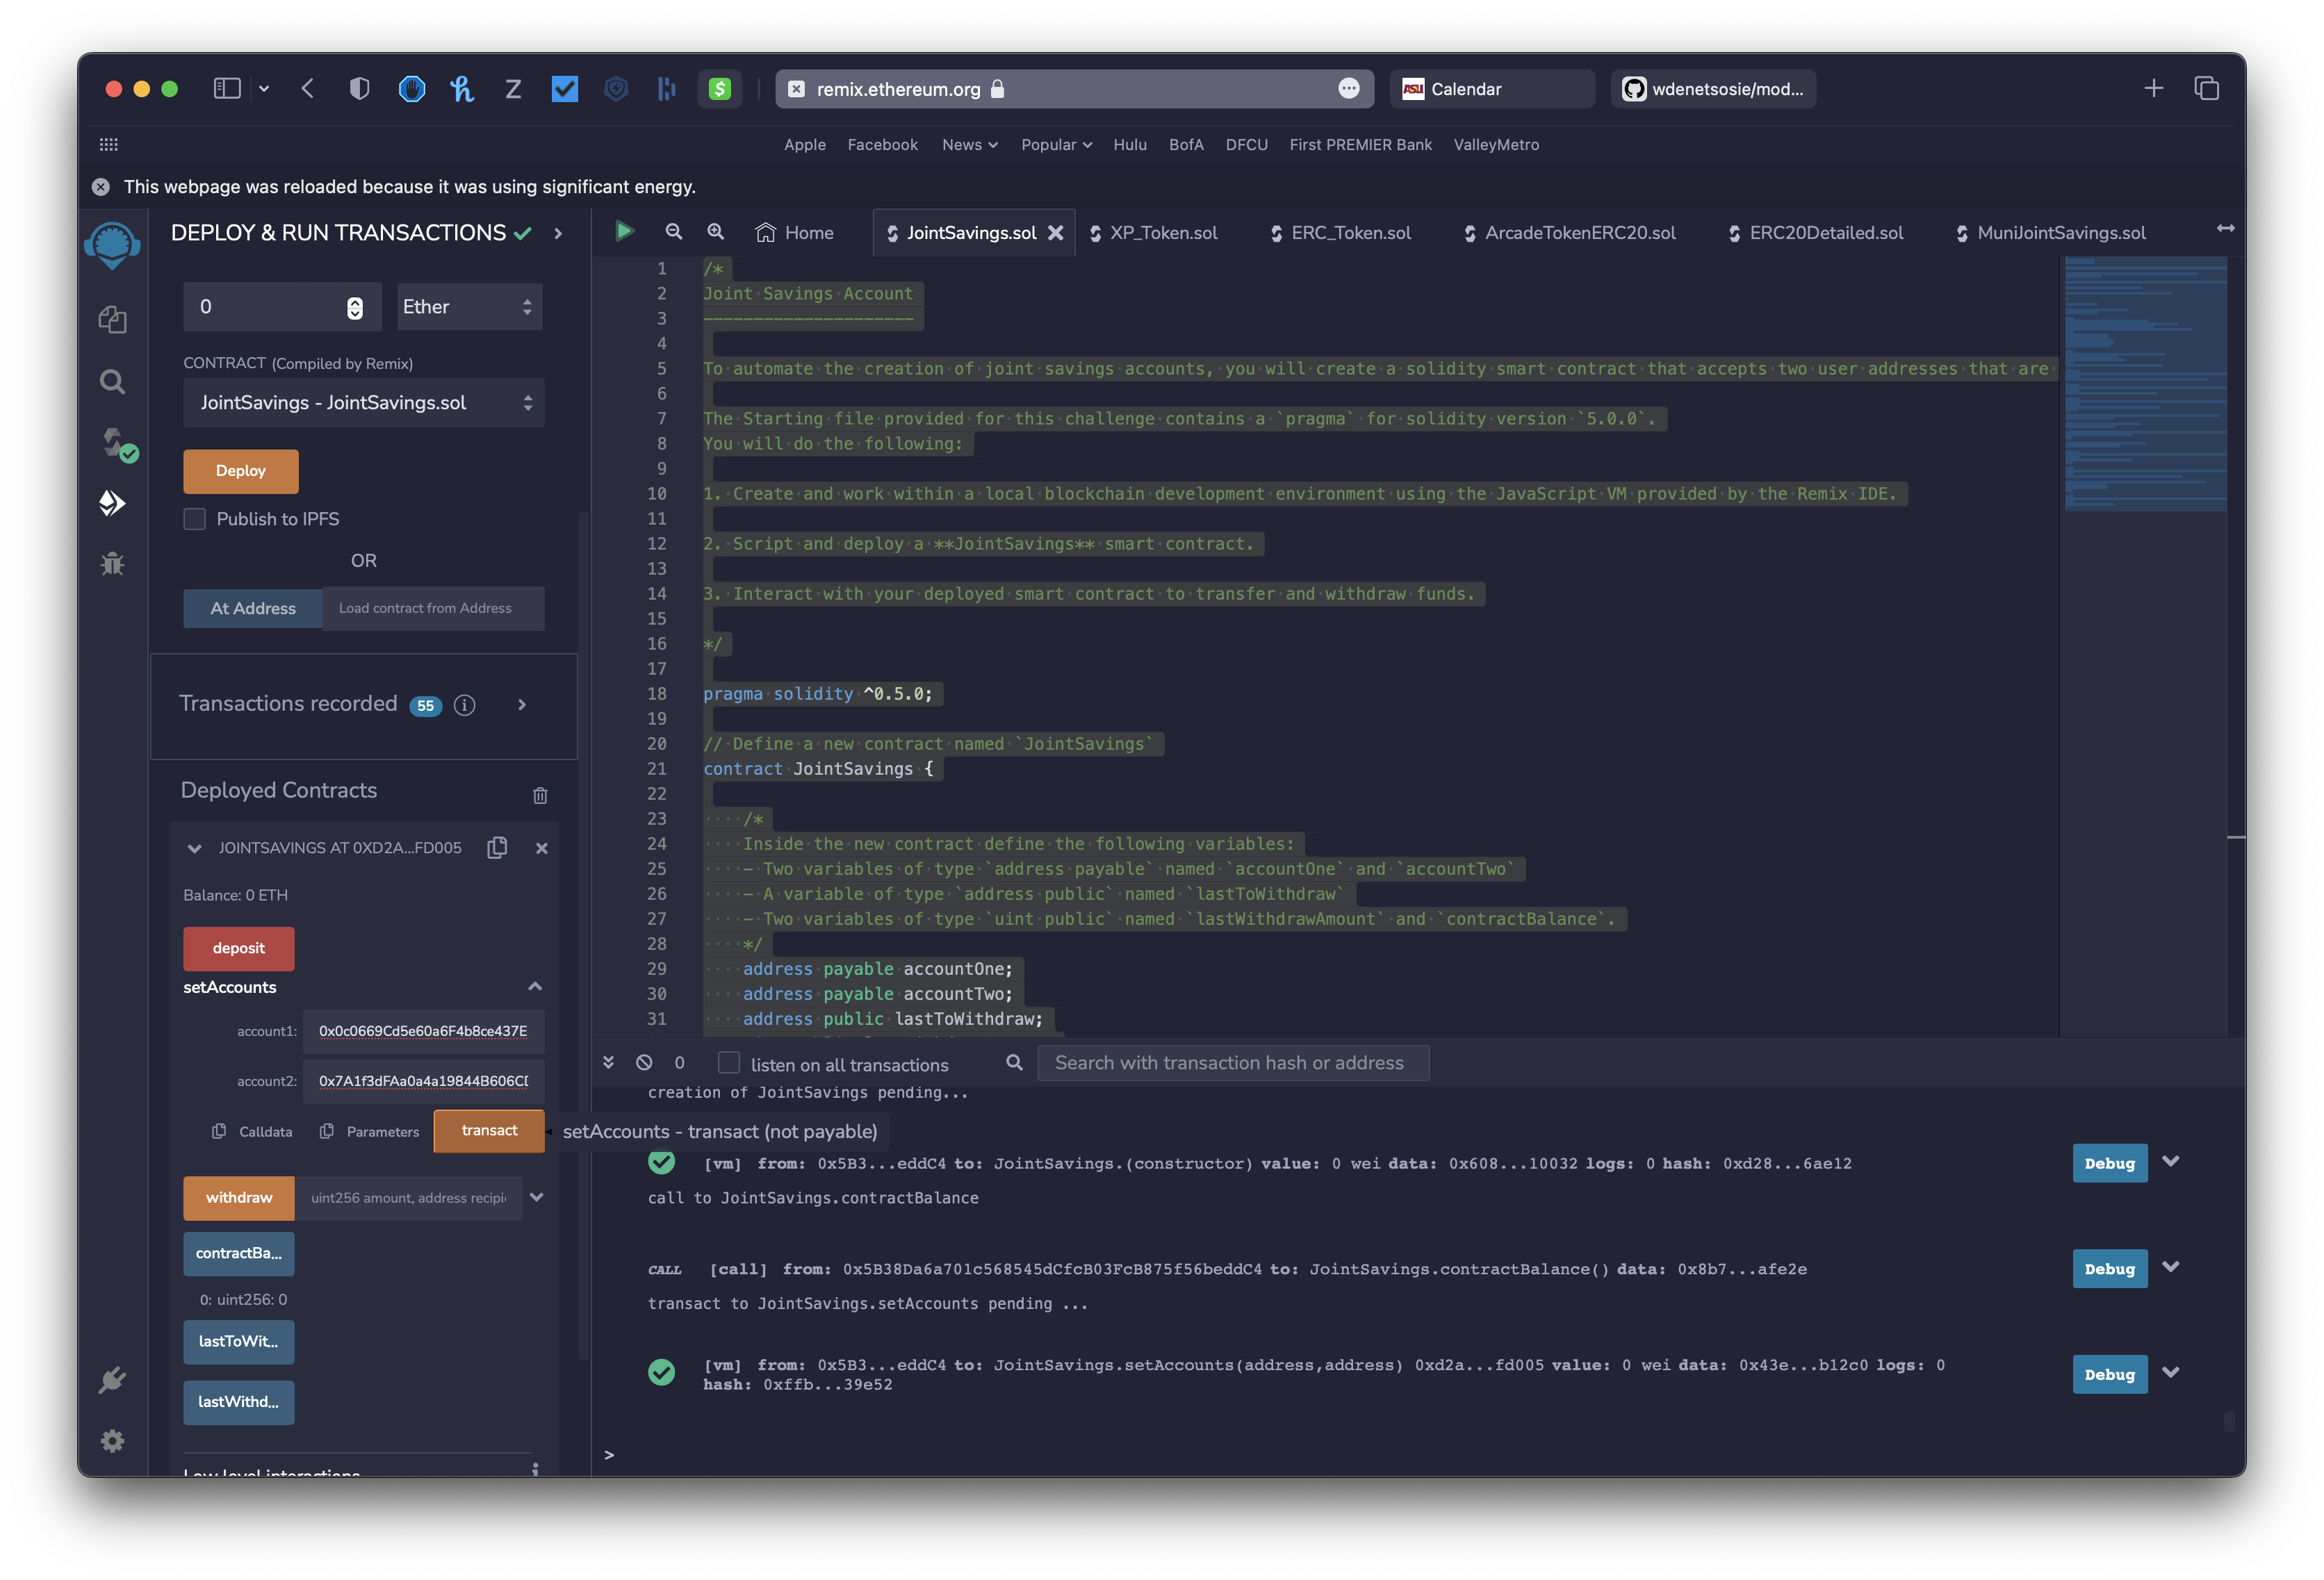 remix.ethereum.org
Calendar
wdenetsosie/mod...
Apple Facebook News Popular Hulu BofA DFCU First PREMIER Bank ValleyMetro
This webpage was reloaded because it was using significant energy.
DEPLOY & RUN TRANSACTIONS
0
Ether
CONTRACT (Compiled by Remix)
JointSavings - JointSavings.sol
Deploy
Publish to IPFS
OR
At Address
Load contract from Address
Transactions recorded 55
Deployed Contracts
JOINTSAVINGS AT 0XD2A...FD005
Balance: 0 ETH
deposit
setAccounts
account1: 0x0c0669Cd5e60a6F4b8ce437E
account2: 0x7A1f3dFAa0a4a19844B606CD
Calldata
Parameters
transact
setAccounts - transact (not payable)
withdraw
uint256 amount, address recipi
contractBa...
0: uint256: 0
lastToWit...
lastWithd...
Low level interactions
Home
JointSavings.sol
XP_Token.sol
ERC_Token.sol
ArcadeTokenERC20.sol
ERC20Detailed.sol
MuniJointSavings.sol
1 /*
2 Joint Savings Account
3 ---------------------
4
5 To automate the creation of joint savings accounts, you will create a solidity smart contract that accepts two user addresses that are
6
7 The Starting file provided for this challenge contains a `pragma` for solidity version `5.0.0`.
8 You will do the following:
9
10 1. Create and work within a local blockchain development environment using the JavaScript VM provided by the Remix IDE.
11
12 2. Script and deploy a **JointSavings** smart contract.
13
14 3. Interact with your deployed smart contract to transfer and withdraw funds.
15
16 */
17
18 pragma solidity ^0.5.0;
19
20 // Define a new contract named `JointSavings`
21 contract JointSavings {
22
23 /*
24 Inside the new contract define the following variables:
25 - Two variables of type `address payable` named `accountOne` and `accountTwo`
26 - A variable of type `address public` named `lastToWithdraw`
27 - Two variables of type `uint public` named `lastWithdrawAmount` and `contractBalance`.
28 */
29 address payable accountOne;
30 address payable accountTwo;
31 address public lastToWithdraw;
0
listen on all transactions
Search with transaction hash or address
creation of JointSavings pending...
[vm] from: 0x5B3...eddC4 to: JointSavings.(constructor) value: 0 wei data: 0x608...10032 logs: 0 hash: 0xd28...6ae12
Debug
call to JointSavings.contractBalance
CALL [call] from: 0x5B38Da6a701c568545dCfcB03FcB875f56beddC4 to: JointSavings.contractBalance() data: 0x8b7...afe2e
Debug
transact to JointSavings.setAccounts pending ...
[vm] from: 0x5B3...eddC4 to: JointSavings.setAccounts(address,address) 0xd2a...fd005 value: 0 wei data: 0x43e...b12c0 logs: 0
hash: 0xffb...39e52
Debug
>